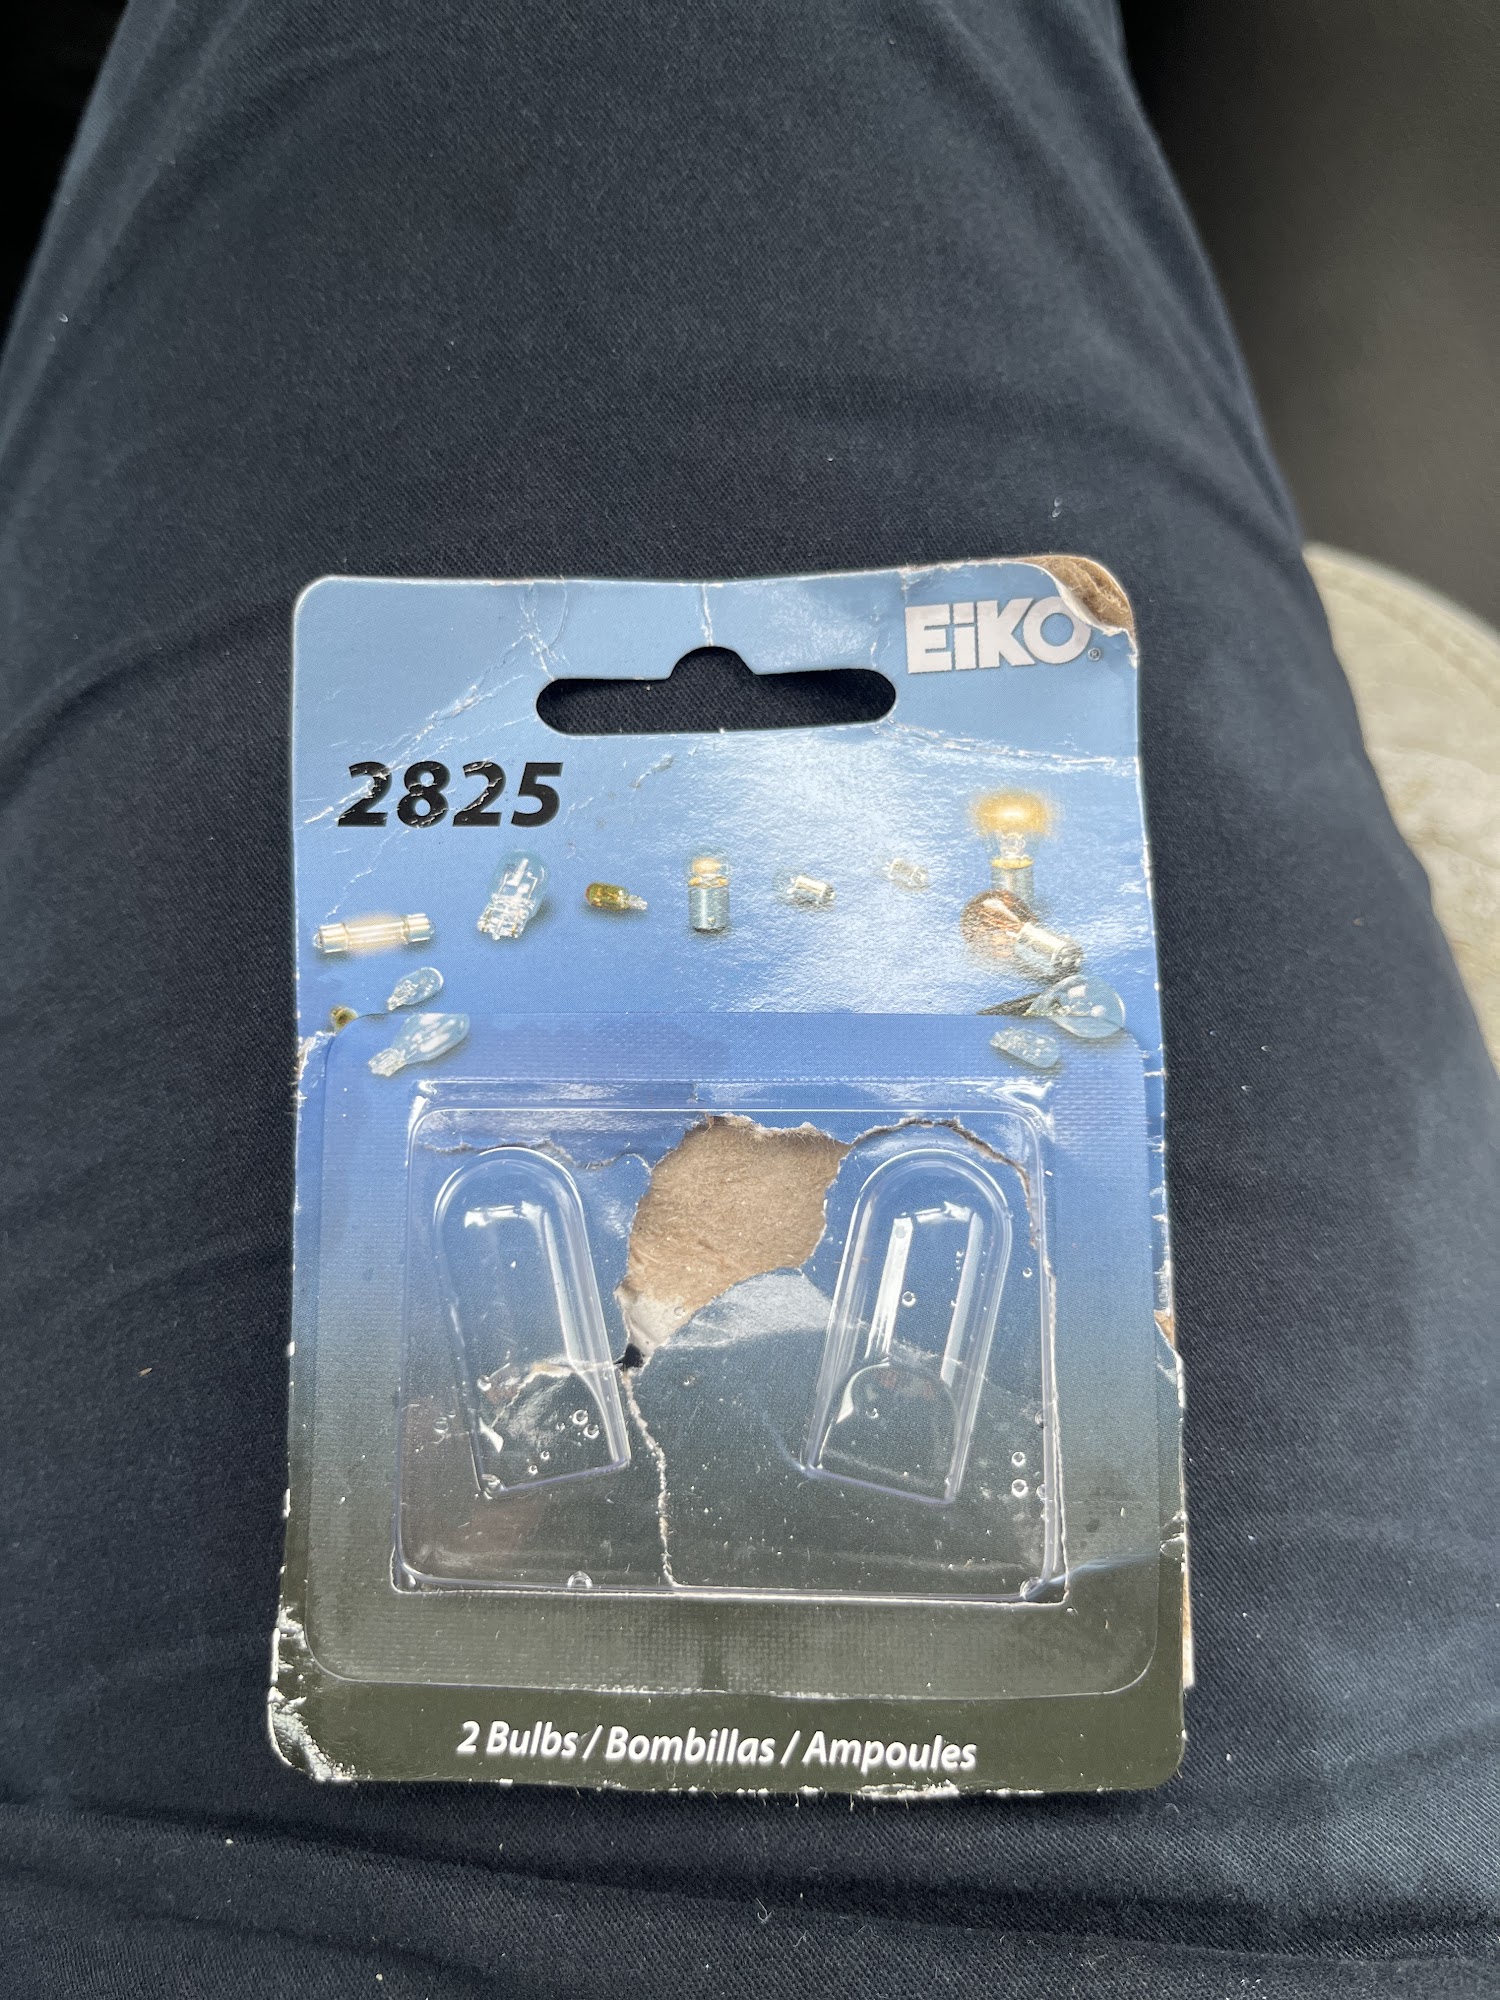 EiKO®
2825
2 Bulbs / Bombillas / Ampoules